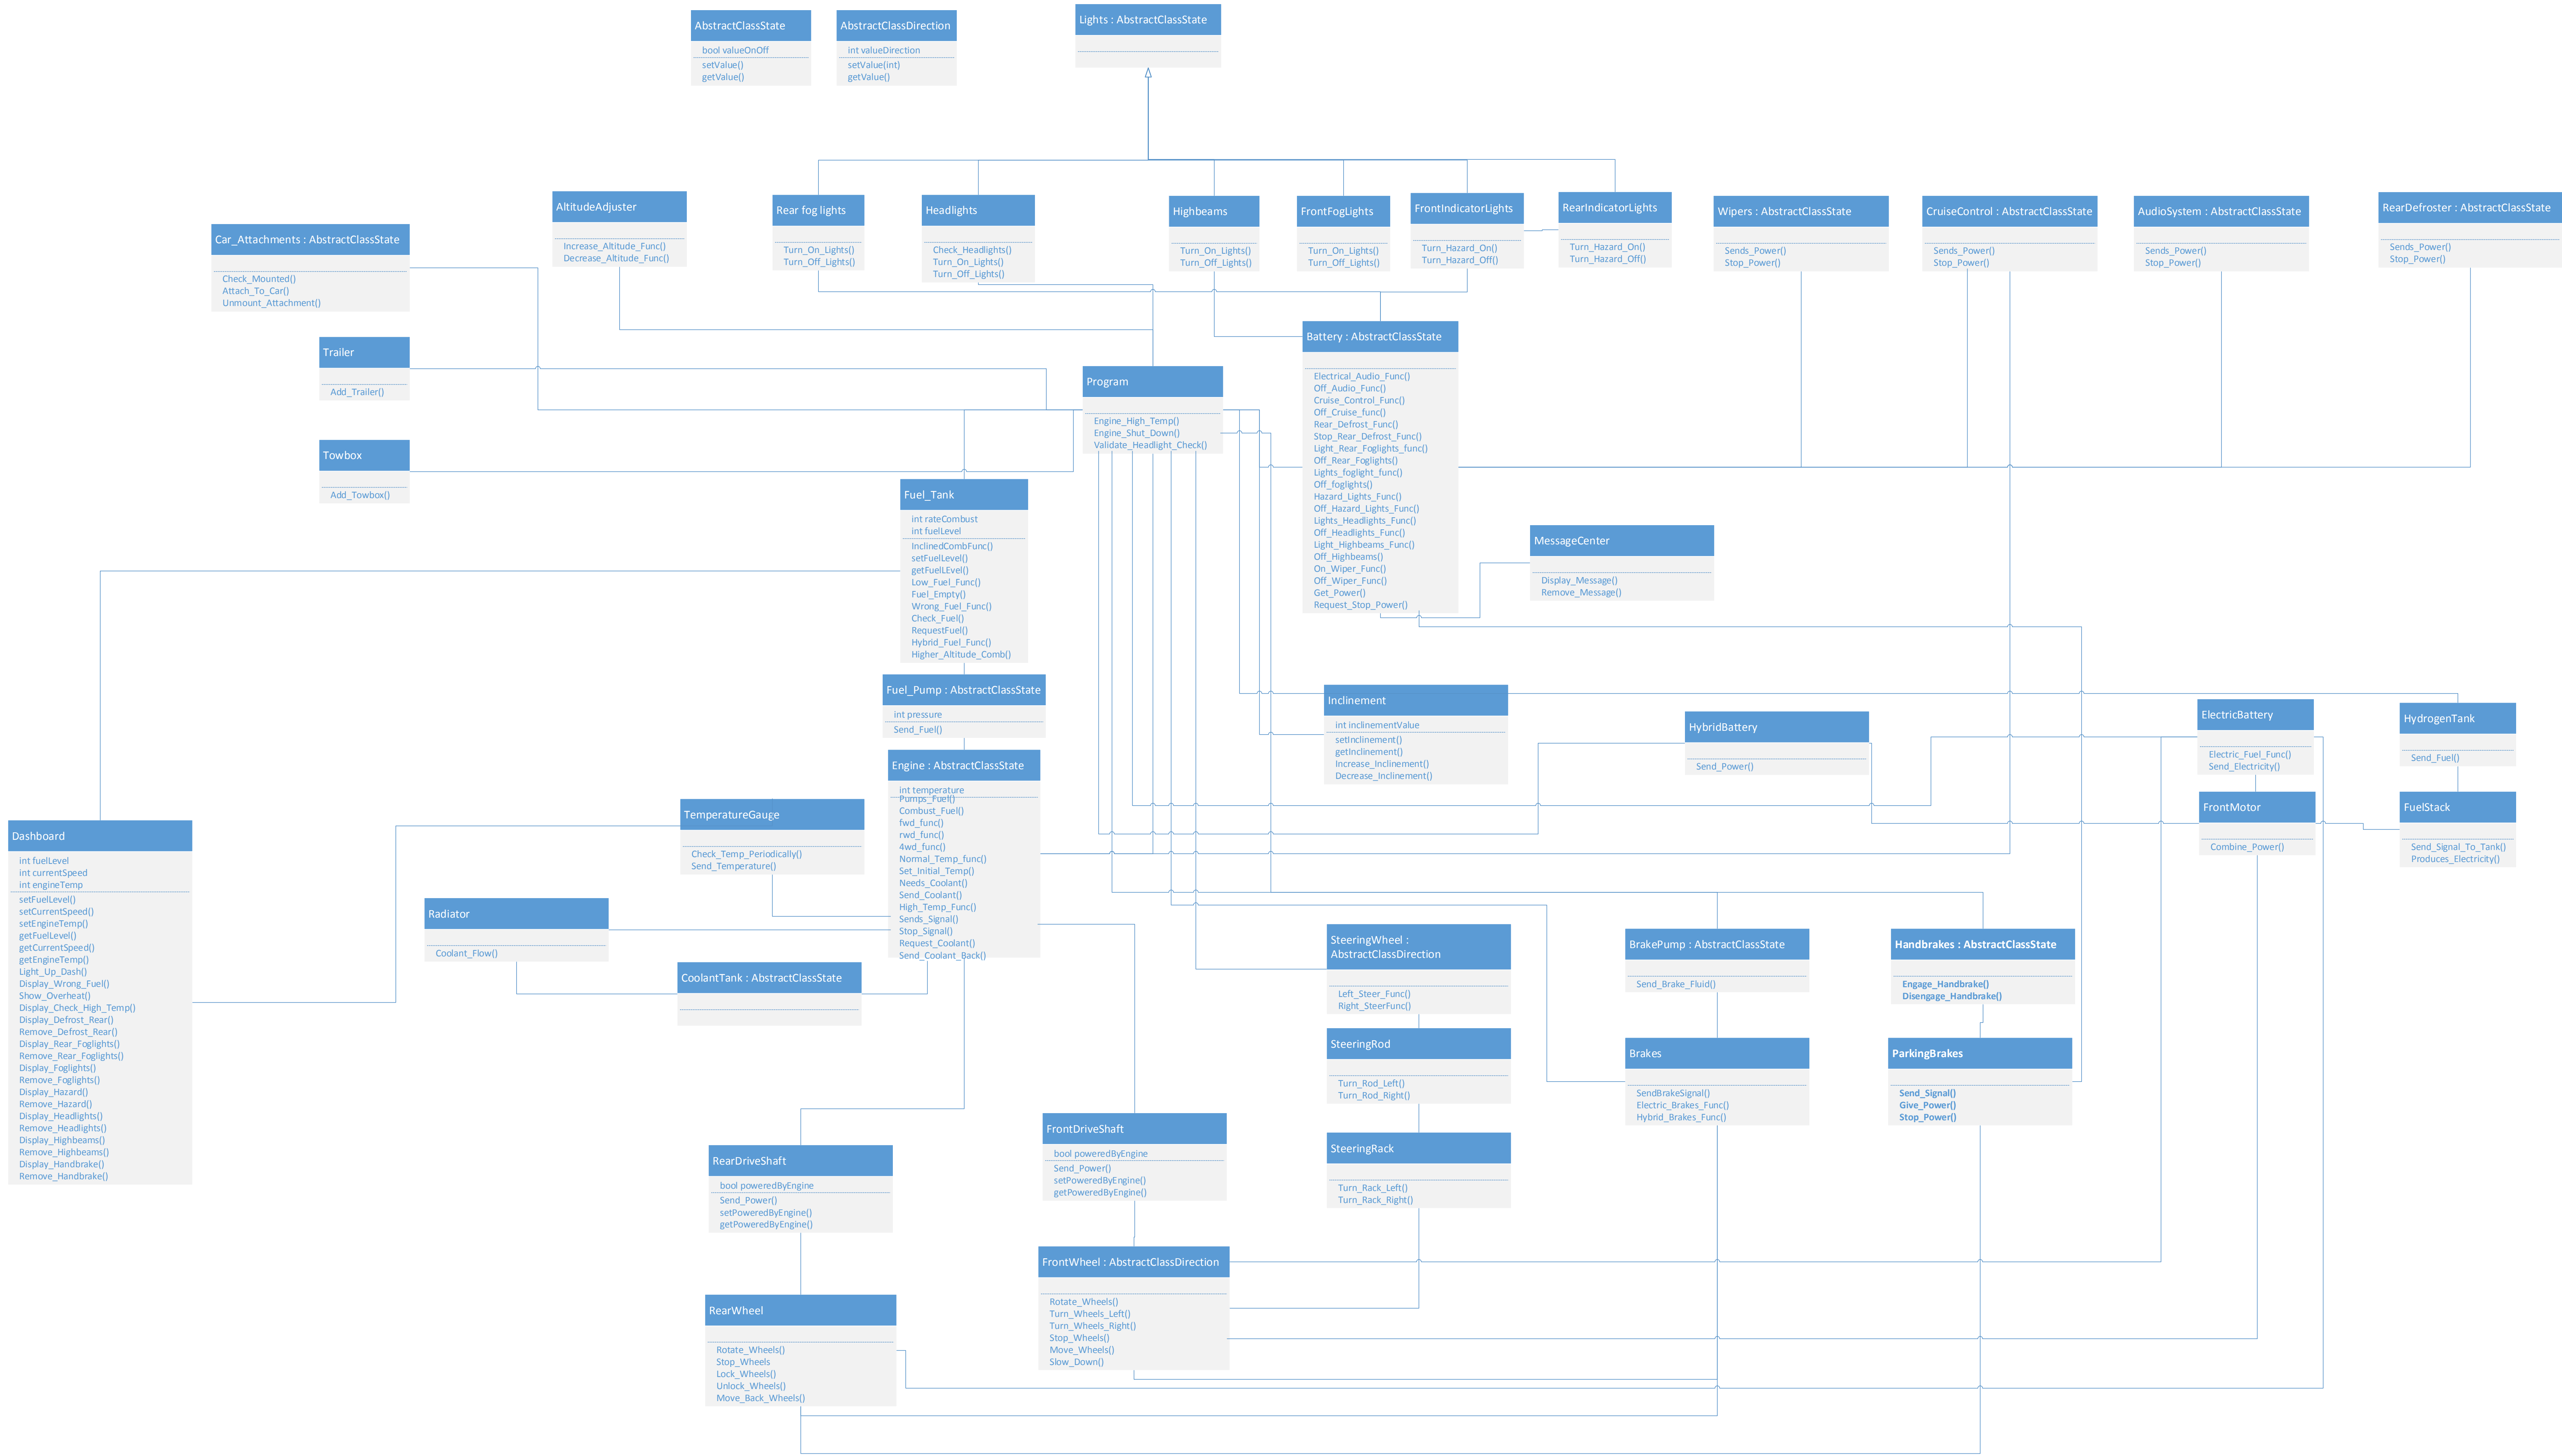 AbstractClassState
bool valueOnOff
setValue()
getValue()
AbstractClassDirection
int valueDirection
setValue(int)
getValue()
Lights : AbstractClassState
Car_Attachments : AbstractClassState
Check_Mounted()
Attach_To_Car()
Unmount_Attachment()
AltitudeAdjuster
Increase_Altitude_Func()
Decrease_Altitude_Func()
Rear fog lights
Turn_On_Lights()
Turn_Off_Lights()
Headlights
Check_Headlights()
Turn_On_Lights()
Turn_Off_Lights()
Highbeams
Turn_On_Lights()
Turn_Off_Lights()
FrontFogLights
Turn_On_Lights()
Turn_Off_Lights()
FrontIndicatorLights
Turn_Hazard_On()
Turn_Hazard_Off()
RearIndicatorLights
Turn_Hazard_On()
Turn_Hazard_Off()
Wipers : AbstractClassState
Sends_Power()
Stop_Power()
CruiseControl : AbstractClassState
Sends_Power()
Stop_Power()
AudioSystem : AbstractClassState
Sends_Power()
Stop_Power()
RearDefroster : AbstractClassState
Sends_Power()
Stop_Power()
Trailer
Add_Trailer()
Towbox
Add_Towbox()
Program
Engine_High_Temp()
Engine_Shut_Down()
Validate_Headlight_Check()
Battery : AbstractClassState
Electrical_Audio_Func()
Off_Audio_Func()
Cruise_Control_Func()
Off_Cruise_func()
Rear_Defrost_Func()
Stop_Rear_Defrost_Func()
Light_Rear_Foglights_func()
Off_Rear_Foglights()
Lights_foglight_func()
Off_foglights()
Hazard_Lights_Func()
Off_Hazard_Lights_Func()
Lights_Headlights_Func()
Off_Headlights_Func()
Light_Highbeams_Func()
Off_Highbeams()
On_Wiper_Func()
Off_Wiper_Func()
Get_Power()
Request_Stop_Power()
MessageCenter
Display_Message()
Remove_Message()
Fuel_Tank
int rateCombust
int fuelLevel
InclinedCombFunc()
setFuelLevel()
getFuelLEvel()
Low_Fuel_Func()
Fuel_Empty()
Wrong_Fuel_Func()
Check_Fuel()
RequestFuel()
Hybrid_Fuel_Func()
Higher_Altitude_Comb()
Fuel_Pump : AbstractClassState
int pressure
Send_Fuel()
Engine : AbstractClassState
int temperature
Pumps_Fuel()
Combust_Fuel()
fwd_func()
rwd_func()
4wd_func()
Normal_Temp_func()
Set_Initial_Temp()
Needs_Coolant()
Send_Coolant()
High_Temp_Func()
Sends_Signal()
Stop_Signal()
Request_Coolant()
Send_Coolant_Back()
Inclinement
int inclinementValue
setInclinement()
getInclinement()
Increase_Inclinement()
Decrease_Inclinement()
HybridBattery
Send_Power()
ElectricBattery
Electric_Fuel_Func()
Send_Electricity()
HydrogenTank
Send_Fuel()
FrontMotor
Combine_Power()
FuelStack
Send_Signal_To_Tank()
Produces_Electricity()
TemperatureGauge
Check_Temp_Periodically()
Send_Temperature()
Dashboard
int fuelLevel
int currentSpeed
int engineTemp
setFuelLevel()
setCurrentSpeed()
setEngineTemp()
getFuelLevel()
getCurrentSpeed()
getEngineTemp()
Light_Up_Dash()
Display_Wrong_Fuel()
Show_Overheat()
Display_Check_High_Temp()
Display_Defrost_Rear()
Remove_Defrost_Rear()
Display_Rear_Foglights()
Remove_Rear_Foglights()
Display_Foglights()
Remove_Foglights()
Display_Hazard()
Remove_Hazard()
Display_Headlights()
Remove_Headlights()
Display_Highbeams()
Remove_Highbeams()
Display_Handbrake()
Remove_Handbrake()
Radiator
Coolant_Flow()
CoolantTank : AbstractClassState
SteeringWheel :
AbstractClassDirection
Left_Steer_Func()
Right_SteerFunc()
BrakePump : AbstractClassState
Send_Brake_Fluid()
Handbrakes : AbstractClassState
Engage_Handbrake()
Disengage_Handbrake()
SteeringRod
Turn_Rod_Left()
Turn_Rod_Right()
Brakes
SendBrakeSignal()
Electric_Brakes_Func()
Hybrid_Brakes_Func()
ParkingBrakes
Send_Signal()
Give_Power()
Stop_Power()
FrontDriveShaft
bool poweredByEngine
Send_Power()
setPoweredByEngine()
getPoweredByEngine()
SteeringRack
Turn_Rack_Left()
Turn_Rack_Right()
RearDriveShaft
bool poweredByEngine
Send_Power()
setPoweredByEngine()
getPoweredByEngine()
FrontWheel : AbstractClassDirection
Rotate_Wheels()
Turn_Wheels_Left()
Turn_Wheels_Right()
Stop_Wheels()
Move_Wheels()
Slow_Down()
RearWheel
Rotate_Wheels()
Stop_Wheels
Lock_Wheels()
Unlock_Wheels()
Move_Back_Wheels()